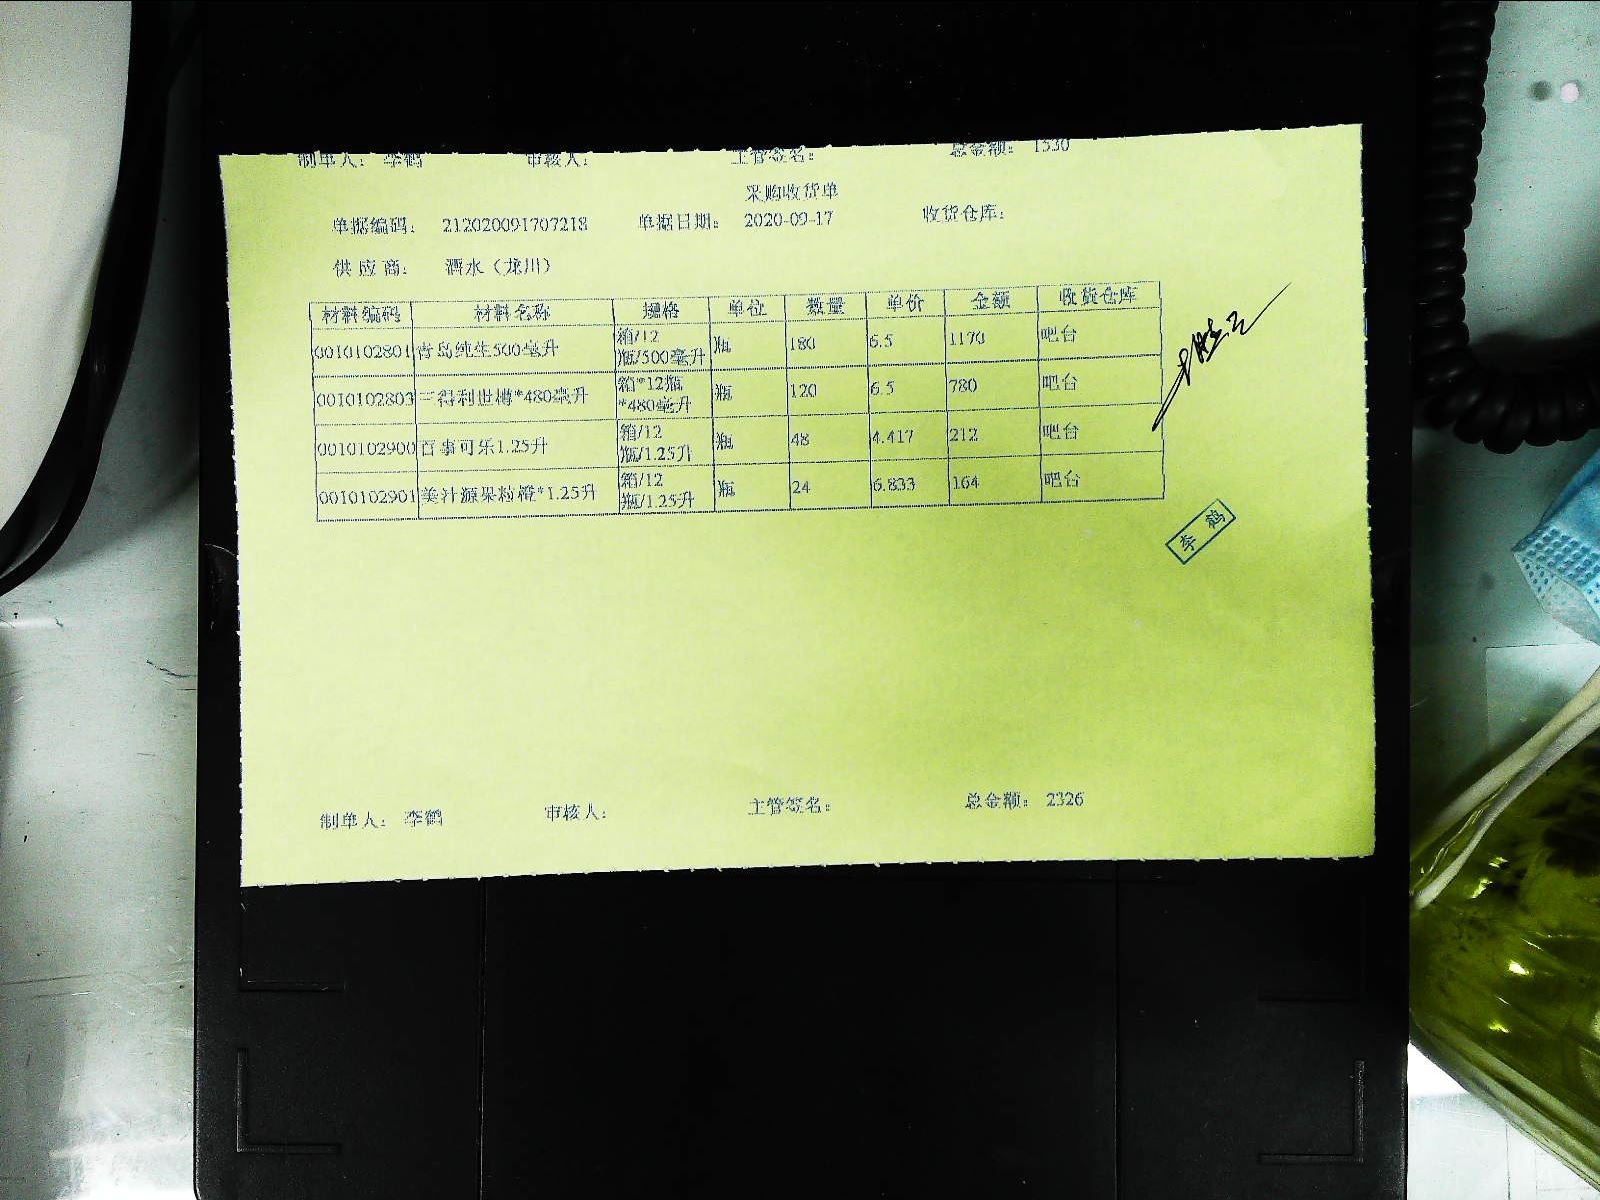 制单人： 李鹤 审核人： 主管签名： 总金额： 1530
采购收货单
单据编码： 212020091707218 单据日期： 2020-09-17 收货仓库：
供应商： 酒水（龙川）
材料编码 材料名称 规格 单位 数量 单价 金额 收货仓库
0010102801 青岛纯生500毫升 箱/12瓶/500毫升 瓶 180 6.5 1170 吧台
0010102803 三得利世博*480毫升 箱*12瓶*480毫升 瓶 120 6.5 780 吧台
0010102900 百事可乐1.25升 箱/12瓶/1.25升 瓶 48 4.417 212 吧台
0010102901 美汁源果粒橙*1.25升 箱/12瓶/1.25升 瓶 24 6.833 164 吧台
李鹤
制单人： 李鹤 审核人： 主管签名： 总金额： 2326